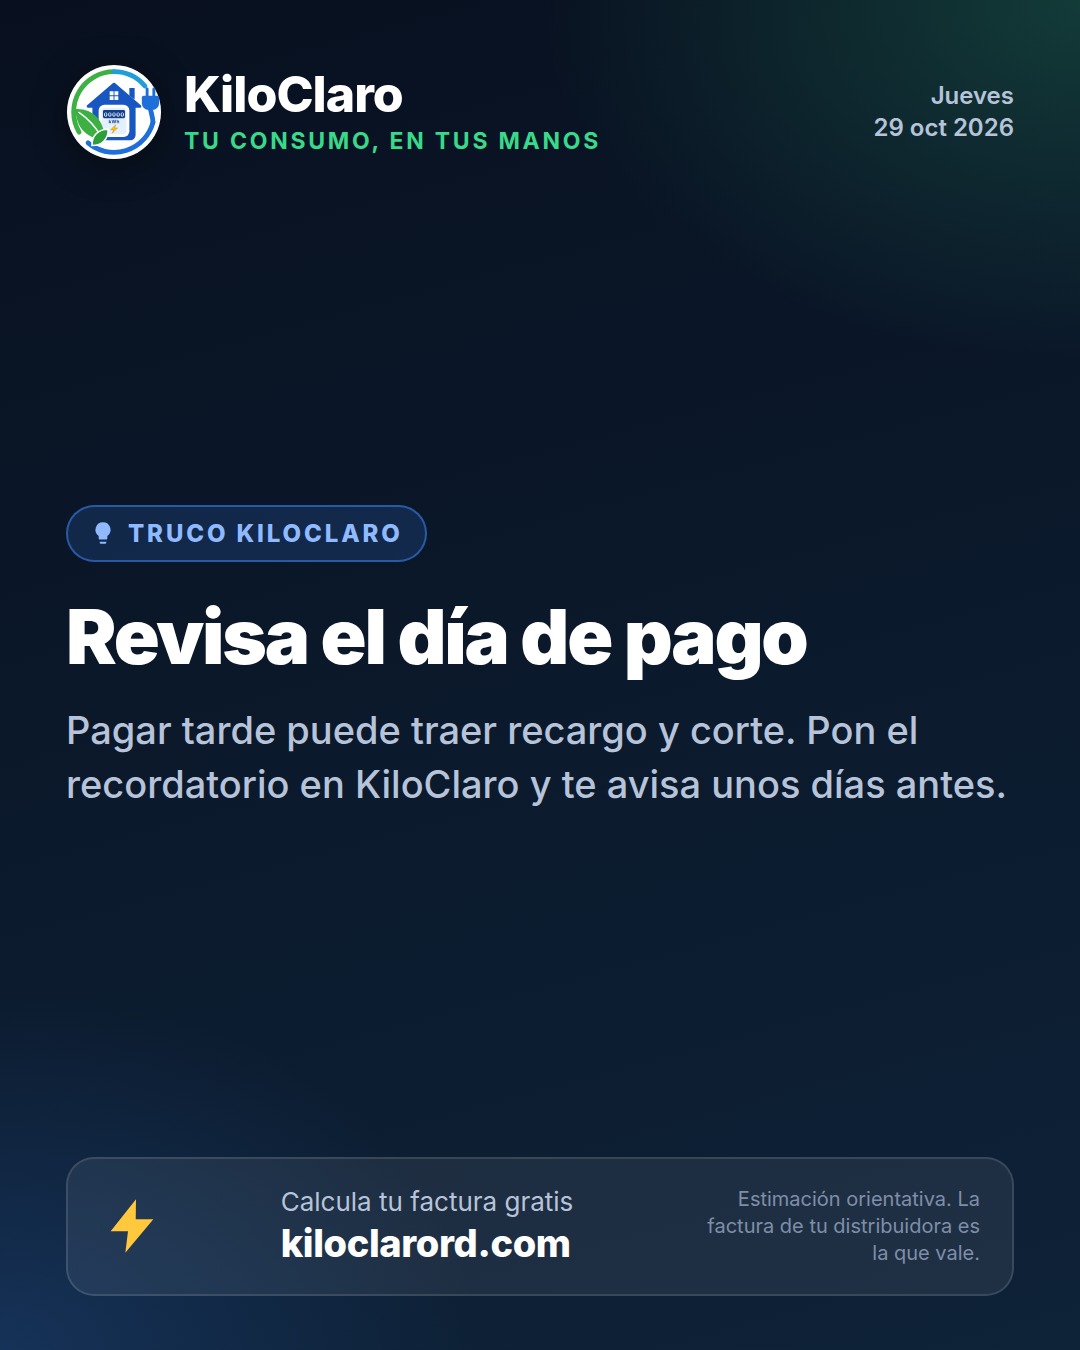 KiloClaro
TU CONSUMO, EN TUS MANOS
Jueves
29 oct 2026
TRUCO KILOCLARO
Revisa el día de pago
Pagar tarde puede traer recargo y corte. Pon el
recordatorio en KiloClaro y te avisa unos días antes.
Calcula tu factura gratis
kiloclarord.com
Estimación orientativa. La
factura de tu distribuidora es
la que vale.